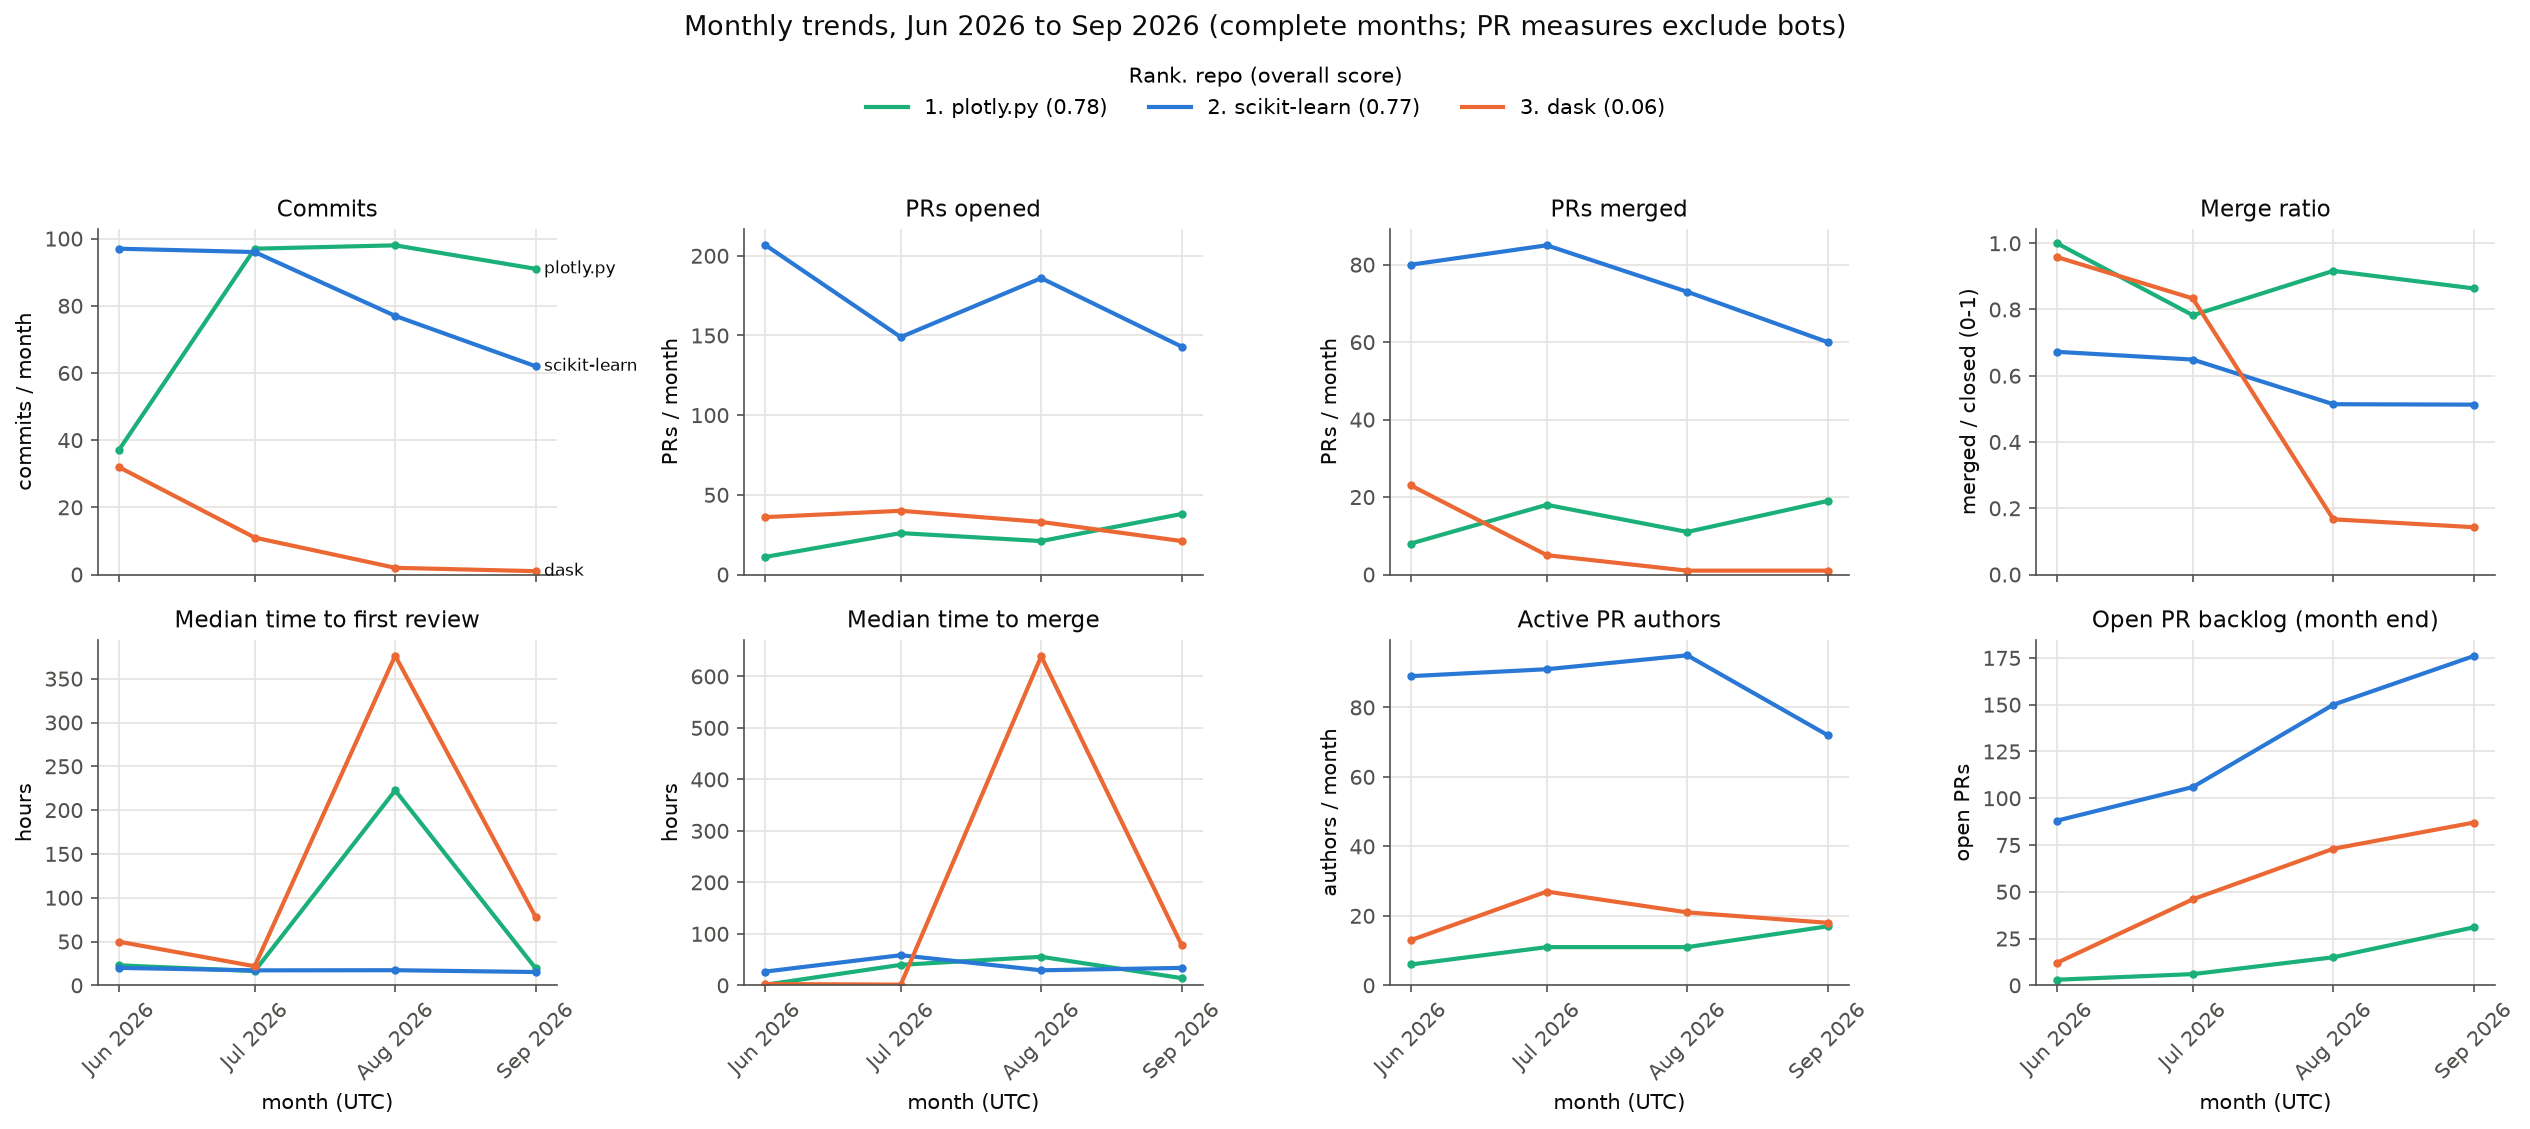 Monthly trends, Jun 2026 to Sep 2026 (complete months; PR measures exclude bots)
Rank. repo (overall score)
1. plotly.py (0.78)
2. scikit-learn (0.77)
3. dask (0.06)
Commits
commits / month
100
80
60
40
20
0
plotly.py
scikit-learn
dask
PRs opened
PRs / month
200
150
100
50
0
PRs merged
PRs / month
80
60
40
20
0
Merge ratio
merged / closed (0-1)
1.0
0.8
0.6
0.4
0.2
0.0
Median time to first review
hours
350
300
250
200
150
100
50
0
Jun 2026
Jul 2026
Aug 2026
Sep 2026
month (UTC)
Median time to merge
hours
600
500
400
300
200
100
0
Jun 2026
Jul 2026
Aug 2026
Sep 2026
month (UTC)
Active PR authors
authors / month
80
60
40
20
0
Jun 2026
Jul 2026
Aug 2026
Sep 2026
month (UTC)
Open PR backlog (month end)
open PRs
175
150
125
100
75
50
25
0
Jun 2026
Jul 2026
Aug 2026
Sep 2026
month (UTC)